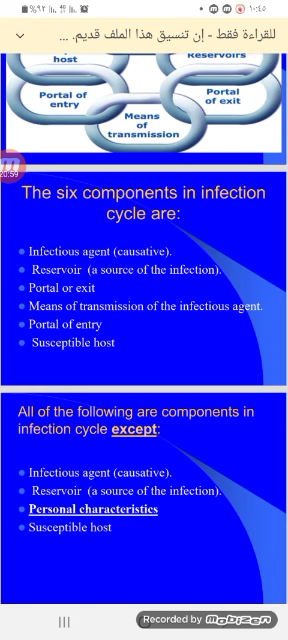 %٩٢
١٠:٤٥
للقراءة فقط - إن تنسيق هذا الملف قديم. ...
host
Reservoirs
Portal of
entry
Portal
of exit
Means
of
transmission
20:59
The six components in infection
cycle are:
Infectious agent (causative).
Reservoir (a source of the infection).
Portal or exit
Means of transmission of the infectious agent.
Portal of entry
Susceptible host
All of the following are components in
infection cycle except:
Infectious agent (causative).
Reservoir (a source of the infection).
Personal characteristics
Susceptible host
Recorded by mobizen